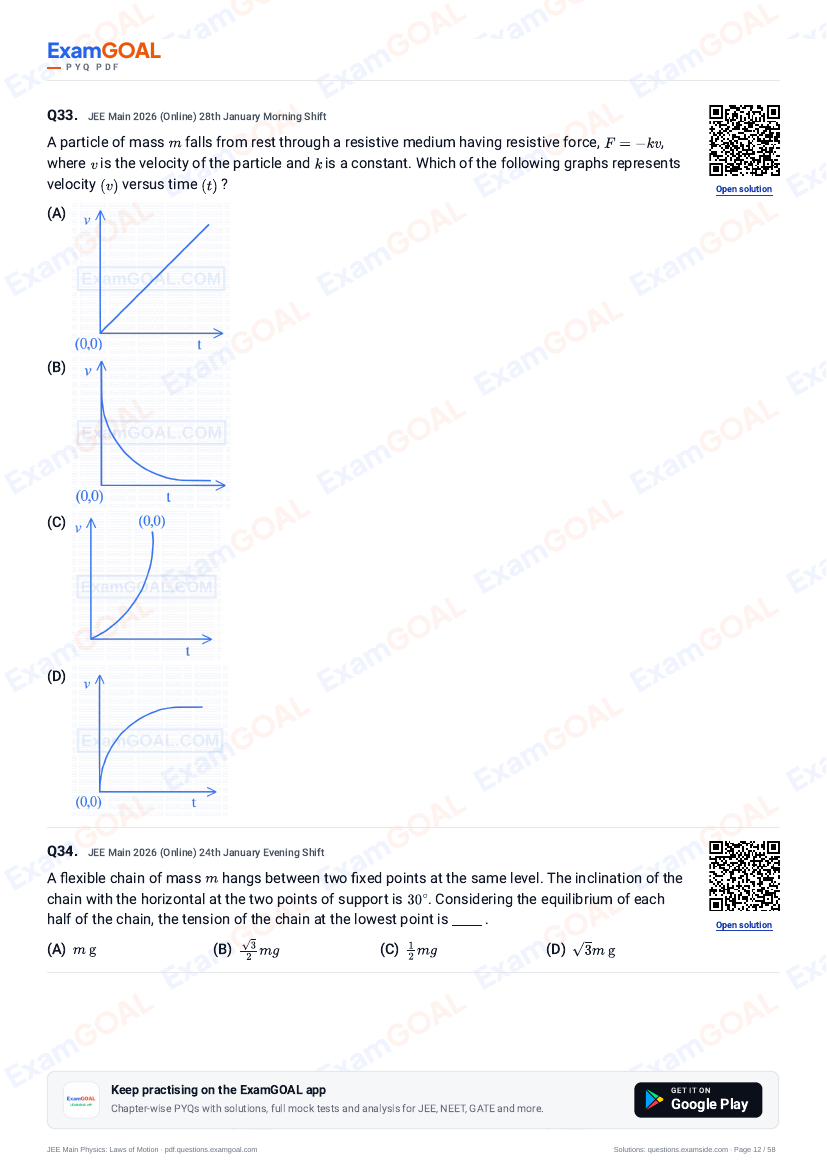 ExamGOAL
PYQ PDF
Q33. JEE Main 2026 (Online) 28th January Morning Shift
A particle of mass m falls from rest through a resistive medium having resistive force, F = −kv,
where v is the velocity of the particle and k is a constant. Which of the following graphs represents
velocity (v) versus time (t) ?
Open solution
(A)
v
ExamGOAL.COM
(0,0)
t
(B)
v
ExamGOAL.COM
(0,0)
t
(C)
v
(0,0)
ExamGOAL.COM
t
(D)
v
ExamGOAL.COM
(0,0)
t
Q34. JEE Main 2026 (Online) 24th January Evening Shift
A flexible chain of mass m hangs between two fixed points at the same level. The inclination of the
chain with the horizontal at the two points of support is 30°. Considering the equilibrium of each
half of the chain, the tension of the chain at the lowest point is ____ .
Open solution
(A) m g (B) √3/2 mg (C) 1/2 mg (D) √3m g
ExamGOAL
Keep practising on the ExamGOAL app
Chapter-wise PYQs with solutions, full mock tests and analysis for JEE, NEET, GATE and more.
GET IT ON
Google Play
JEE Main Physics: Laws of Motion · pdf.questions.examgoal.com
Solutions: questions.examside.com · Page 12 / 58